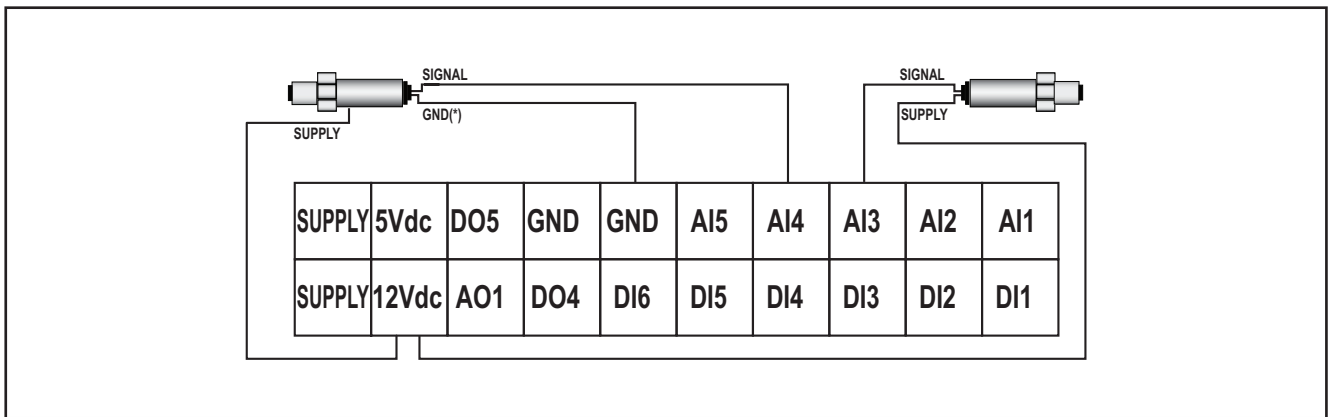 SIGNAL
GND(*)
SUPPLY
SIGNAL
SUPPLY
SUPPLY 5Vdc DO5 GND GND AI5 AI4 AI3 AI2 AI1
SUPPLY 12Vdc AO1 DO4 DI6 DI5 DI4 DI3 DI2 DI1